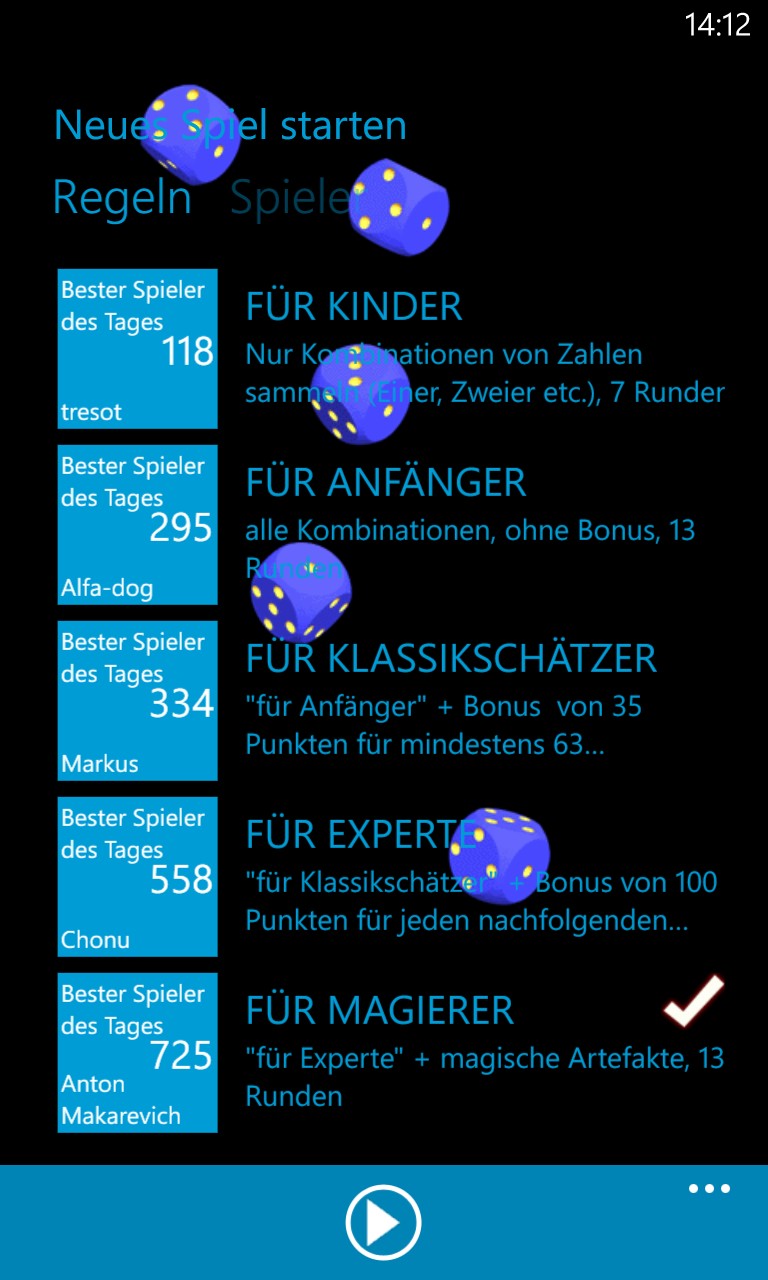 14:12
Neues Spiel starten
Regeln Spieler
Bester Spieler
des Tages
118
tresot
FÜR KINDER
Nur Kombinationen von Zahlen
sammeln (Einer, Zweier etc.), 7 Runder
Bester Spieler
des Tages
295
Alfa-dog
FÜR ANFÄNGER
alle Kombinationen, ohne Bonus, 13
Runden
Bester Spieler
des Tages
334
Markus
FÜR KLASSIKSCHÄTZER
"für Anfänger" + Bonus  von 35
Punkten für mindestens 63...
Bester Spieler
des Tages
558
Chonu
FÜR EXPERTE
"für Klassikschätzer" + Bonus von 100
Punkten für jeden nachfolgenden...
Bester Spieler
des Tages
725
Anton
Makarevich
FÜR MAGIERER
"für Experte" + magische Artefakte, 13
Runden